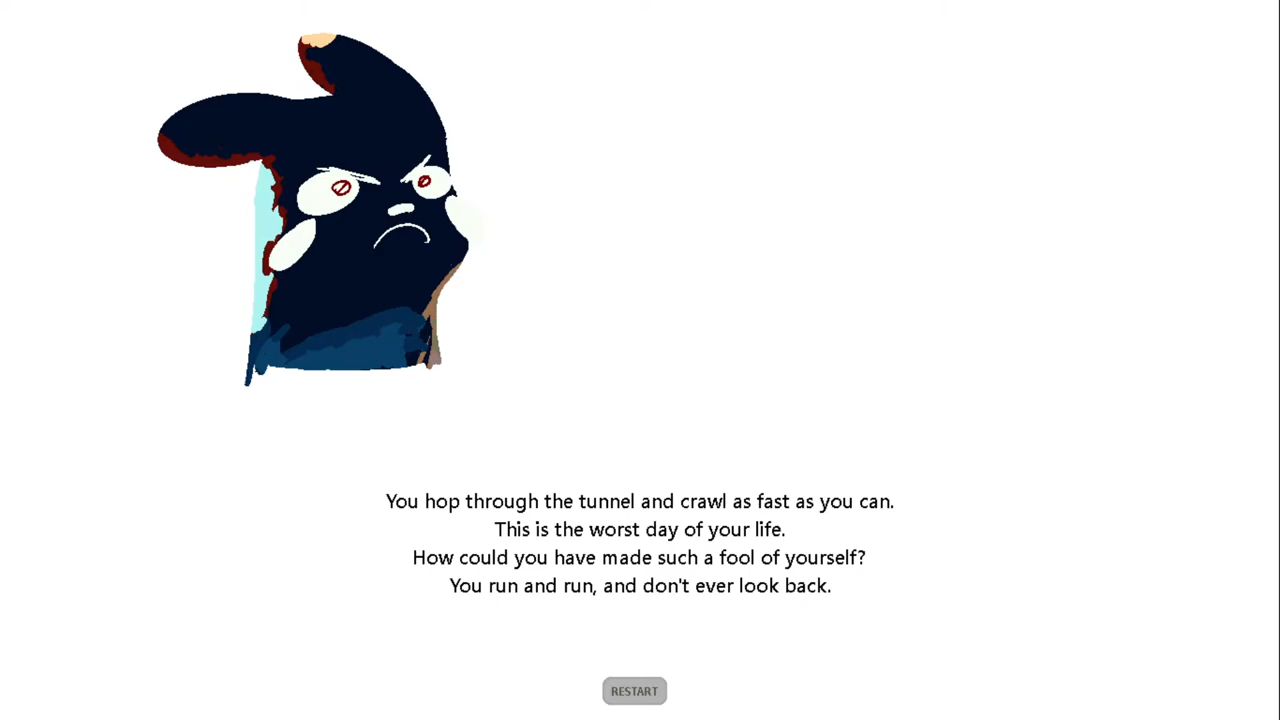 You hop through the tunnel and crawl as fast as you can.
This is the worst day of your life.
How could you have made such a fool of yourself?
You run and run, and don't ever look back.
RESTART